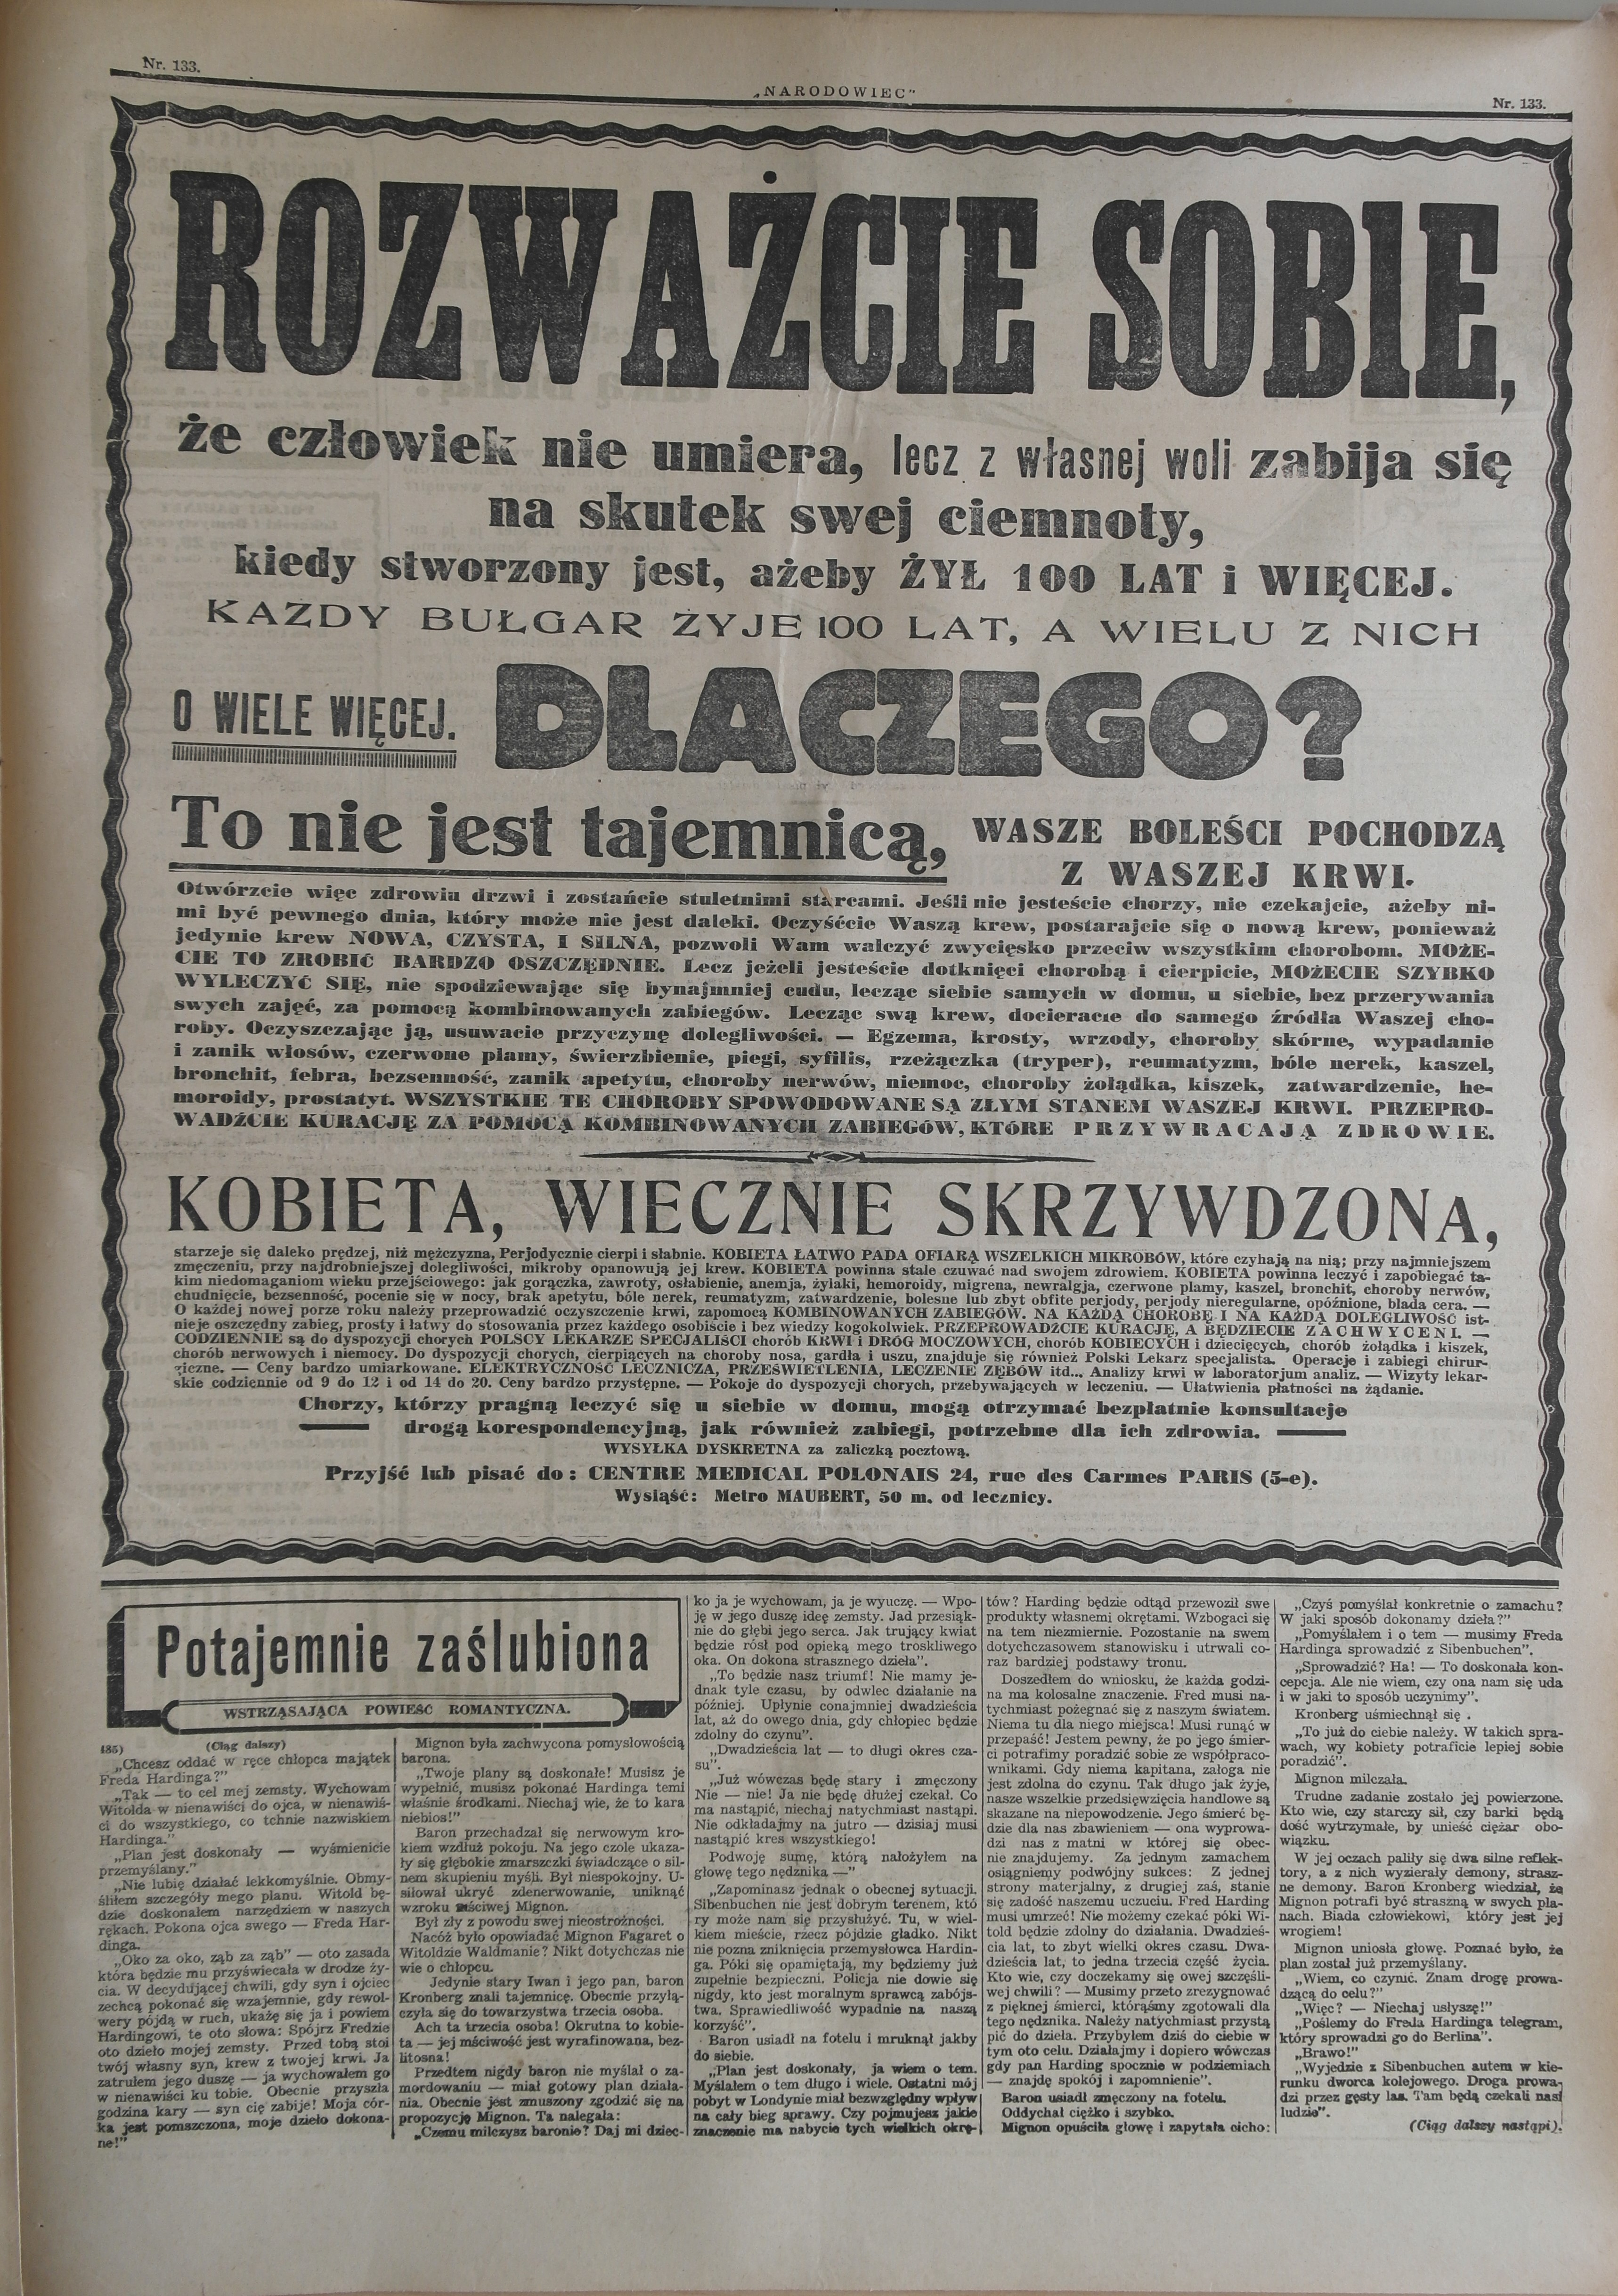 Nr. 133.
„NARODOWIEC"
Nr. 133.
ROZWAŻCIE SOBIE,
że człowiek nie umiera, lecz z własnej woli zabija się
na skutek swej ciemnoty,
kiedy stworzony jest, ażeby ŻYŁ 100 LAT i WIĘCEJ.
KAŻDY BUŁGAR ŻYJE 100 LAT, A WIELU Z NICH
O WIELE WIĘCEJ.
DLACZEGO?
To nie jest tajemnicą,
WASZE BOLEŚCI POCHODZĄ
Z WASZEJ KRWI.
Otwórzcie więc zdrowiu drzwi i zostańcie stuletnimi starcami. Jeśli nie jesteście chorzy, nie czekajcie, ażeby ni-
mi być pewnego dnia, który może nie jest daleki. Oczyśćcie Waszą krew, postarajcie się o nową krew, ponieważ
jedynie krew NOWA, CZYSTA, I SILNA, pozwoli Wam walczyć zwycięsko przeciw wszystkim chorobom. MOŻE-
CIE TO ZROBIĆ BARDZO OSZCZĘDNIE. Lecz jeżeli jesteście dotknięci chorobą i cierpicie, MOŻECIE SZYBKO
WYLECZYĆ SIĘ, nie spodziewając się bynajmniej cudu, lecząc siebie samych w domu, u siebie, bez przerywania
swych zajęć, za pomocą kombinowanych zabiegów. Lecząc swą krew, docieracie do samego źródła Waszej cho-
roby. Oczyszczając ją, usuwacie przyczynę dolegliwości. — Egzema, krosty, wrzody, choroby skórne, wypadanie
i zanik włosów, czerwone plamy, świerzbienie, piegi, syfilis, rzeżączka (tryper), reumatyzm, bóle nerek, kaszel,
bronchit, febra, bezsenność, zanik apetytu, choroby nerwów, niemoc, choroby żołądka, kiszek, zatwardzenie, he-
moroidy, prostatyt. WSZYSTKIE TE CHOROBY SPOWODOWANE SĄ ZŁYM STANEM WASZEJ KRWI. PRZEPRO-
WADŹCIE KURACJĘ ZA POMOCĄ KOMBINOWANYCH ZABIEGÓW, KTÓRE PRZYWRACAJĄ ZDROWIE.
KOBIETA, WIECZNIE SKRZYWDZONA,
starzeje się daleko prędzej, niż mężczyzna, Perjodycznie cierpi i słabnie. KOBIETA ŁATWO PADA OFIARĄ WSZELKICH MIKROBÓW, które czyhają na nią; przy najmniejszem
zmęczeniu, przy najdrobniejszej dolegliwości, mikroby opanowują jej krew. KOBIETA powinna stale czuwać nad swojem zdrowiem. KOBIETA powinna leczyć i zapobiegać ta-
kim niedomaganiom wieku przejściowego: jak gorączka, zawroty, osłabienie, anemja, żylaki, hemoroidy, migrena, newralgja, czerwone plamy, kaszel, bronchit, choroby nerwów,
chudnięcie, bezsenność, pocenie się w nocy, brak apetytu, bóle nerek, reumatyzm, zatwardzenie, bolesne lub zbyt obfite perjody, perjody nieregularne, opóźnione, blada cera. —
O każdej nowej porze roku należy przeprowadzić oczyszczenie krwi, zapomocą KOMBINOWANYCH ZABIEGÓW. NA KAŻDĄ CHOROBĘ I NA KAŻDĄ DOLEGLIWOŚĆ ist-
nieje oszczędny zabieg, prosty i łatwy do stosowania przez każdego osobiście i bez wiedzy kogokolwiek. PRZEPROWADŹCIE KURACJĘ, A BĘDZIECIE ZACHWYCENI. —
CODZIENNIE są do dyspozycji chorych POLSCY LEKARZE SPECJALIŚCI chorób KRWI i DRÓG MOCZOWYCH, chorób KOBIECYCH i dziecięcych, chorób żołądka i kiszek,
chorób nerwowych i niemocy. Do dyspozycji chorych, cierpiących na choroby nosa, gardła i uszu, znajduje się również Polski Lekarz specjalista. Operacje i zabiegi chirur-
giczne. — Ceny bardzo umiarkowane. ELEKTRYCZNOŚĆ LECZNICZA, PRZEŚWIETLENIA, LECZENIE ZĘBÓW itd... Analizy krwi w laboratorjum analiz. — Wizyty lekar-
skie codziennie od 9 do 12 i od 14 do 20. Ceny bardzo przystępne. — Pokoje do dyspozycji chorych, przebywających w leczeniu. — Ułatwienia płatności na żądanie.
Chorzy, którzy pragną leczyć się u siebie w domu, mogą otrzymać bezpłatnie konsultacje
drogą korespondencyjną, jak również zabiegi, potrzebne dla ich zdrowia.
WYSYŁKA DYSKRETNA za zaliczką pocztową.
Przyjść lub pisać do: CENTRE MEDICAL POLONAIS 24, rue des Carmes PARIS (5-e).
Wysiąść: Metro MAUBERT, 50 m. od lecznicy.
Potajemnie zaślubiona
WSTRZĄSAJĄCA POWIEŚĆ ROMANTYCZNA.
185) (Ciąg dalszy)
„Chcesz oddać w ręce chłopca majątek
Freda Hardinga?"
„Tak — to cel mej zemsty. Wychowam
Witolda w nienawiści do ojca, w nienawiś-
ci do wszystkiego, co tchnie nazwiskiem
Hardinga."
„Plan jest doskonały — wyśmienicie
przemyślany."
„Nie lubię działać lekkomyślnie. Obmy-
śliłem szczegóły mego planu. Witold bę-
dzie doskonałem narzędziem w naszych
rękach. Pokona ojca swego — Freda Har-
dinga.
„Oko za oko, ząb za ząb" — oto zasada
która będzie mu przyświecała w drodze ży-
cia. W decydującej chwili, gdy syn i ojciec
zechcą pokonać się wzajemnie, gdy rewol-
wery pójdą w ruch, ukażę się ja i powiem
Hardingowi, te oto słowa: Spójrz Fredzie
oto dzieło mojej zemsty. Przed tobą stoi
twój własny syn, krew z twojej krwi. Ja
zatrułem jego duszę — ja wychowałem go
w nienawiści ku tobie. Obecnie przyszła
godzina kary — syn cię zabije! Moja cór-
ka jest pomszczona, moje dzieło dokona-
ne!"
Mignon była zachwycona pomysłowością
barona.
„Twoje plany są doskonałe! Musisz je
wypełnić, musisz pokonać Hardinga temi
właśnie środkami. Niechaj wie, że to kara
niebios!"
Baron przechadzał się nerwowym kro-
kiem wzdłuż pokoju. Na jego czole ukaza-
ły się głębokie zmarszczki świadczące o sil-
nem skupieniu myśli. Był niespokojny. U-
siłował ukryć zdenerwowanie, uniknąć
wzroku mściwej Mignon.
Był zły z powodu swej nieostrożności.
Nacóż było opowiadać Mignon Fagaret o
Witoldzie Waldmanie? Nikt dotychczas nie
wie o chłopcu.
Jedynie stary Iwan i jego pan, baron
Kronberg znali tajemnicę. Obecnie przyłą-
czyła się do towarzystwa trzecia osoba.
Ach ta trzecia osoba! Okrutna to kobie-
ta — jej mściwość jest wyrafinowana, bez-
litosna!
Przedtem nigdy baron nie myślał o za-
mordowaniu — miał gotowy plan działa-
nia. Obecnie jest zmuszony zgodzić się na
propozycję Mignon. Ta nalegała:
„Czemu milczysz baronie? Daj mi dziec-
ko ja je wychowam, ja je wyuczę. — Wpo-
ję w jego duszę ideę zemsty. Jad przesiąk-
nie do głębi jego serca. Jak trujący kwiat
będzie rósł pod opieką mego troskliwego
oka. On dokona strasznego dzieła".
„To będzie nasz triumf! Nie mamy je-
dnak tyle czasu, by odwlec działanie na
później. Upłynie conajmniej dwadzieścia
lat, aż do owego dnia, gdy chłopiec będzie
zdolny do czynu".
„Dwadzieścia lat — to długi okres cza-
su".
„Już wówczas będę stary i zmęczony
Nie — nie! Ja nie będę dłużej czekał. Co
ma nastąpić, niechaj natychmiast nastąpi.
Nie odkładajmy na jutro — dzisiaj musi
nastąpić kres wszystkiego!
Podwoję sumę, którą nałożyłem na
głowę tego nędznika —"
„Zapominasz jednak o obecnej sytuacji.
Sibenbuchen nie jest dobrym terenem, któ
ry może nam się przysłużyć. Tu, w wiel-
kiem mieście, rzecz pójdzie gładko. Nikt
nie pozna zniknięcia przemysłowca Hardin-
ga. Póki się opamiętają, my będziemy już
zupełnie bezpieczni. Policja nie dowie się
nigdy, kto jest moralnym sprawcą zabójs-
twa. Sprawiedliwość wypadnie na naszą
korzyść".
Baron usiadł na fotelu i mruknął jakby
do siebie.
„Plan jest doskonały, ja wiem o tem.
Myślałem o tem długo i wiele. Ostatni mój
pobyt w Londynie miał bezwzględny wpływ
na cały bieg sprawy. Czy pojmujesz jakie
znaczenie ma nabycie tych wielkich okrę-
tów? Harding będzie odtąd przewoził swe
produkty własnemi okrętami. Wzbogaci się
na tem niezmiernie. Pozostanie na swem
dotychczasowem stanowisku i utrwali co-
raz bardziej podstawy tronu.
Doszedłem do wniosku, że każda godzi-
na ma kolosalne znaczenie. Fred musi na-
tychmiast pożegnać się z naszym światem.
Niema tu dla niego miejsca! Musi runąć w
przepaść! Jestem pewny, że po jego śmier-
ci potrafimy poradzić sobie ze współpraco-
wnikami. Gdy niema kapitana, załoga nie
jest zdolna do czynu. Tak długo jak żyje,
nasze wszelkie przedsięwzięcia handlowe są
skazane na niepowodzenie. Jego śmierć bę-
dzie dla nas zbawieniem — ona wyprowa-
dzi nas z matni w której się obec-
nie znajdujemy. Za jednym zamachem
osiągniemy podwójny sukces: Z jednej
strony materjalny, z drugiej zaś, stanie
się zadość naszemu uczuciu. Fred Harding
musi umrzeć! Nie możemy czekać póki Wi-
told będzie zdolny do działania. Dwadzieś-
cia lat, to zbyt wielki okres czasu. Dwa-
dzieścia lat, to jedna trzecia część życia.
Kto wie, czy doczekamy się owej szczęśli-
wej chwili? — Musimy przeto zrezygnować
z pięknej śmierci, którąśmy zgotowali dla
tego nędznika. Należy natychmiast przystą
pić do dzieła. Przybyłem dziś do ciebie w
tym oto celu. Działajmy i dopiero wówczas
gdy pan Harding spocznie w podziemiach
— znajdę spokój i zapomnienie".
Baron usiadł zmęczony na fotelu.
Oddychał ciężko i szybko.
Mignon opuściła głowę i zapytała cicho:
„Czyś pomyślał konkretnie o zamachu?
W jaki sposób dokonamy dzieła?"
„Pomyślałem i o tem — musimy Freda
Hardinga sprowadzić z Sibenbuchen".
„Sprowadzić? Ha! — To doskonała kon-
cepcja. Ale nie wiem, czy ona nam się uda
i w jaki to sposób uczynimy".
Kronberg uśmiechnął się .
„To już do ciebie należy. W takich spra-
wach, wy kobiety potraficie lepiej sobie
poradzić".
Mignon milczała.
Trudne zadanie zostało jej powierzone.
Kto wie, czy starczy sił, czy barki będą
dość wytrzymałe, by unieść ciężar obo-
wiązku.
W jej oczach paliły się dwa silne reflek-
tory, a z nich wyzierały demony, strasz-
ne demony. Baron Kronberg wiedział, że
Mignon potrafi być straszną w swych pla-
nach. Biada człowiekowi, który jest jej
wrogiem!
Mignon uniosła głowę. Poznać było, że
plan został już przemyślany.
„Wiem, co czynić. Znam drogę prowa-
dzącą do celu?"
„Więc? — Niechaj usłyszę!"
„Poślemy do Freda Hardinga telegram,
który sprowadzi go do Berlina".
„Brawo!"
„Wyjedzie z Sibenbuchen autem w kie-
runku dworca kolejowego. Droga prowa-
dzi przez gęsty las. Tam będą czekali nasi
ludzie".
(Ciąg dalszy nastąpi).